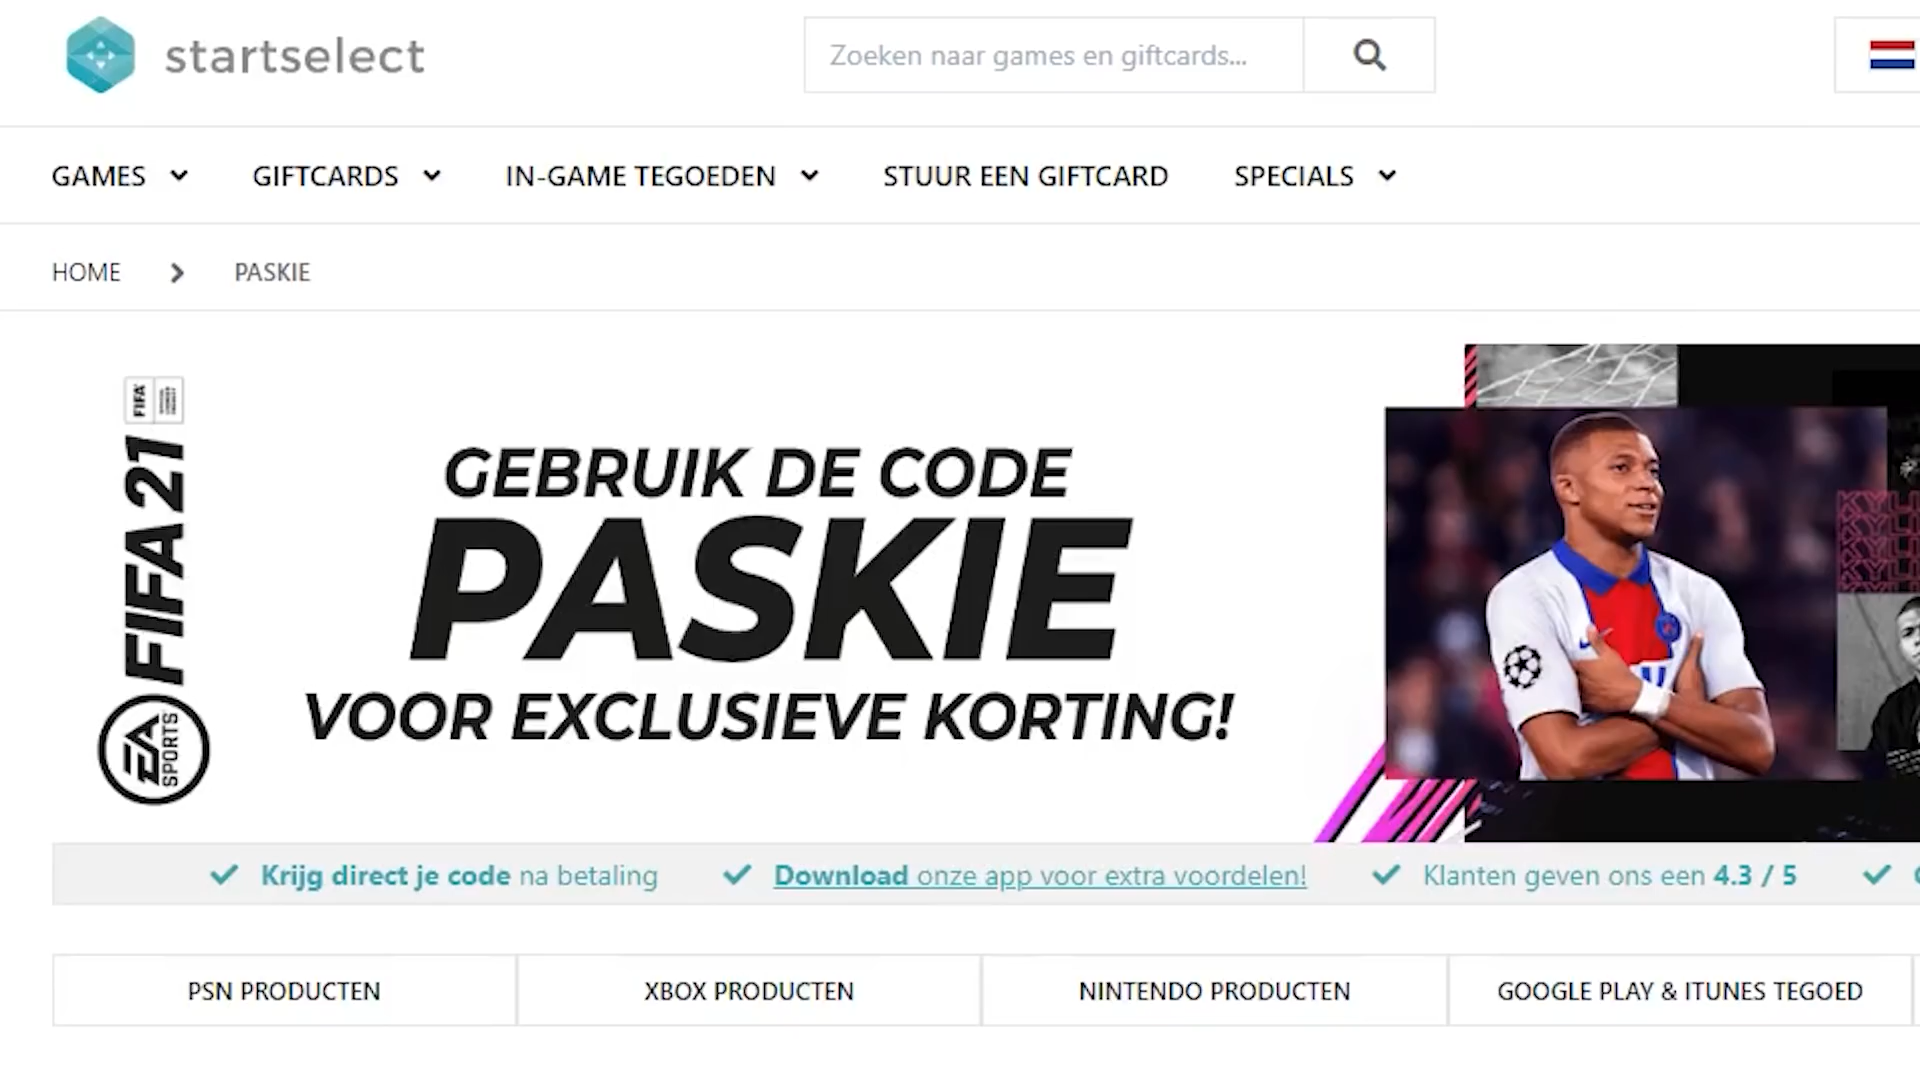 startselect
Zoeken naar games en giftcards...
GAMES
GIFTCARDS
IN-GAME TEGOEDEN
STUUR EEN GIFTCARD
SPECIALS
HOME
PASKIE
FIFA
EA SPORTS FIFA 21
GEBRUIK DE CODE
PASKIE
VOOR EXCLUSIEVE KORTING!
Krijg direct je code na betaling
Download onze app voor extra voordelen!
Klanten geven ons een 4.3 / 5
PSN PRODUCTEN
XBOX PRODUCTEN
NINTENDO PRODUCTEN
GOOGLE PLAY & ITUNES TEGOED